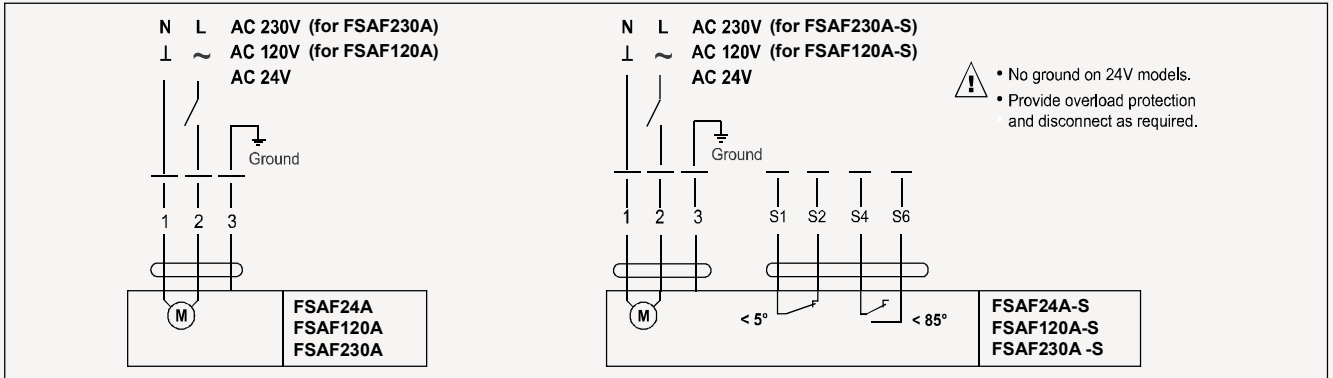 N L AC 230V (for FSAF230A)
⊥ ~ AC 120V (for FSAF120A)
AC 24V
Ground
1 2 3
M
FSAF24A
FSAF120A
FSAF230A
N L AC 230V (for FSAF230A-S)
⊥ ~ AC 120V (for FSAF120A-S)
AC 24V
Ground
1 2 3 S1 S2 S4 S6
M
< 5°
< 85°
FSAF24A-S
FSAF120A-S
FSAF230A -S
!
• No ground on 24V models.
• Provide overload protection
and disconnect as required.